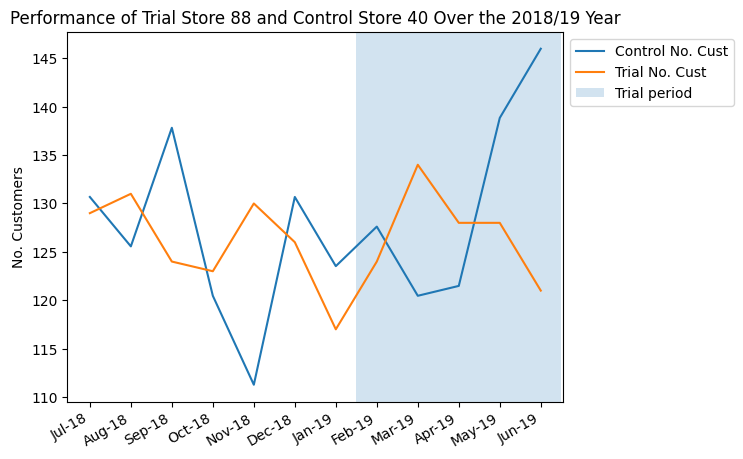 Performance of Trial Store 88 and Control Store 40 Over the 2018/19 Year
Control No. Cust
Trial No. Cust
Trial period
No. Customers
145
140
135
130
125
120
115
110
Jul-18
Aug-18
Sep-18
Oct-18
Nov-18
Dec-18
Jan-19
Feb-19
Mar-19
Apr-19
May-19
Jun-19